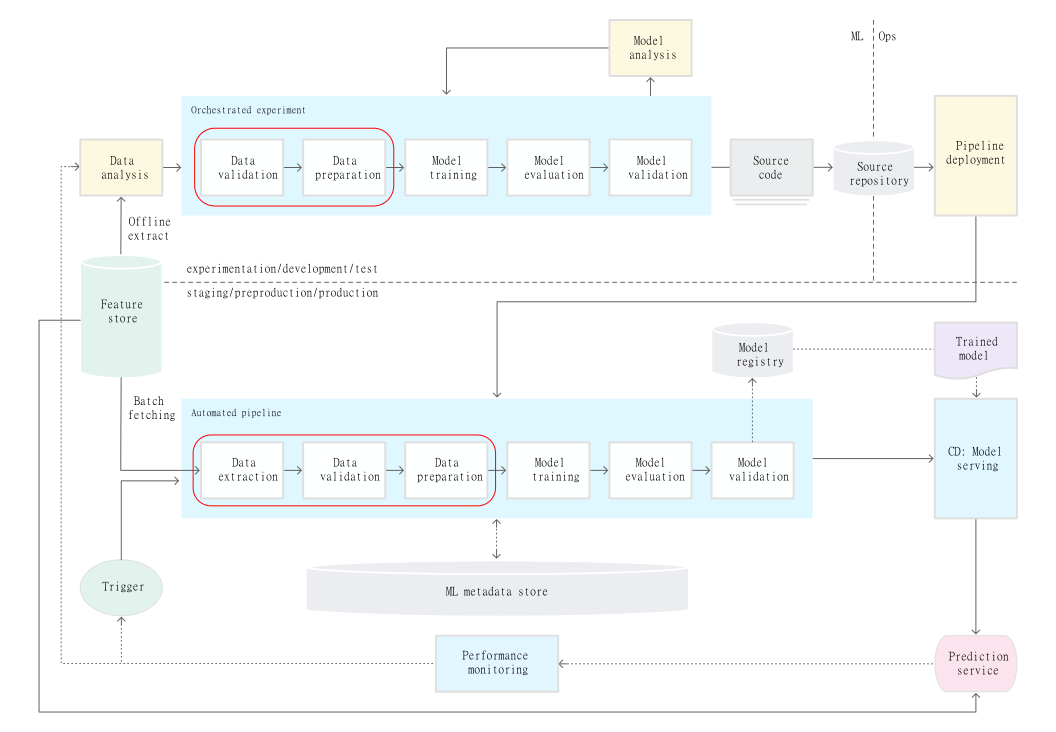 Model
analysis
ML
Ops
Orchestrated experiment
Data
analysis
Data
validation
Data
preparation
Model
training
Model
evaluation
Model
validation
Source
code
Source
repository
Pipeline
deployment
Offline
extract
experimentation/development/test
staging/preproduction/production
Feature
store
Model
registry
Trained
model
Batch
fetching
Automated pipeline
Data
extraction
Data
validation
Data
preparation
Model
training
Model
evaluation
Model
validation
CD: Model
serving
Trigger
ML metadata store
Performance
monitoring
Prediction
service